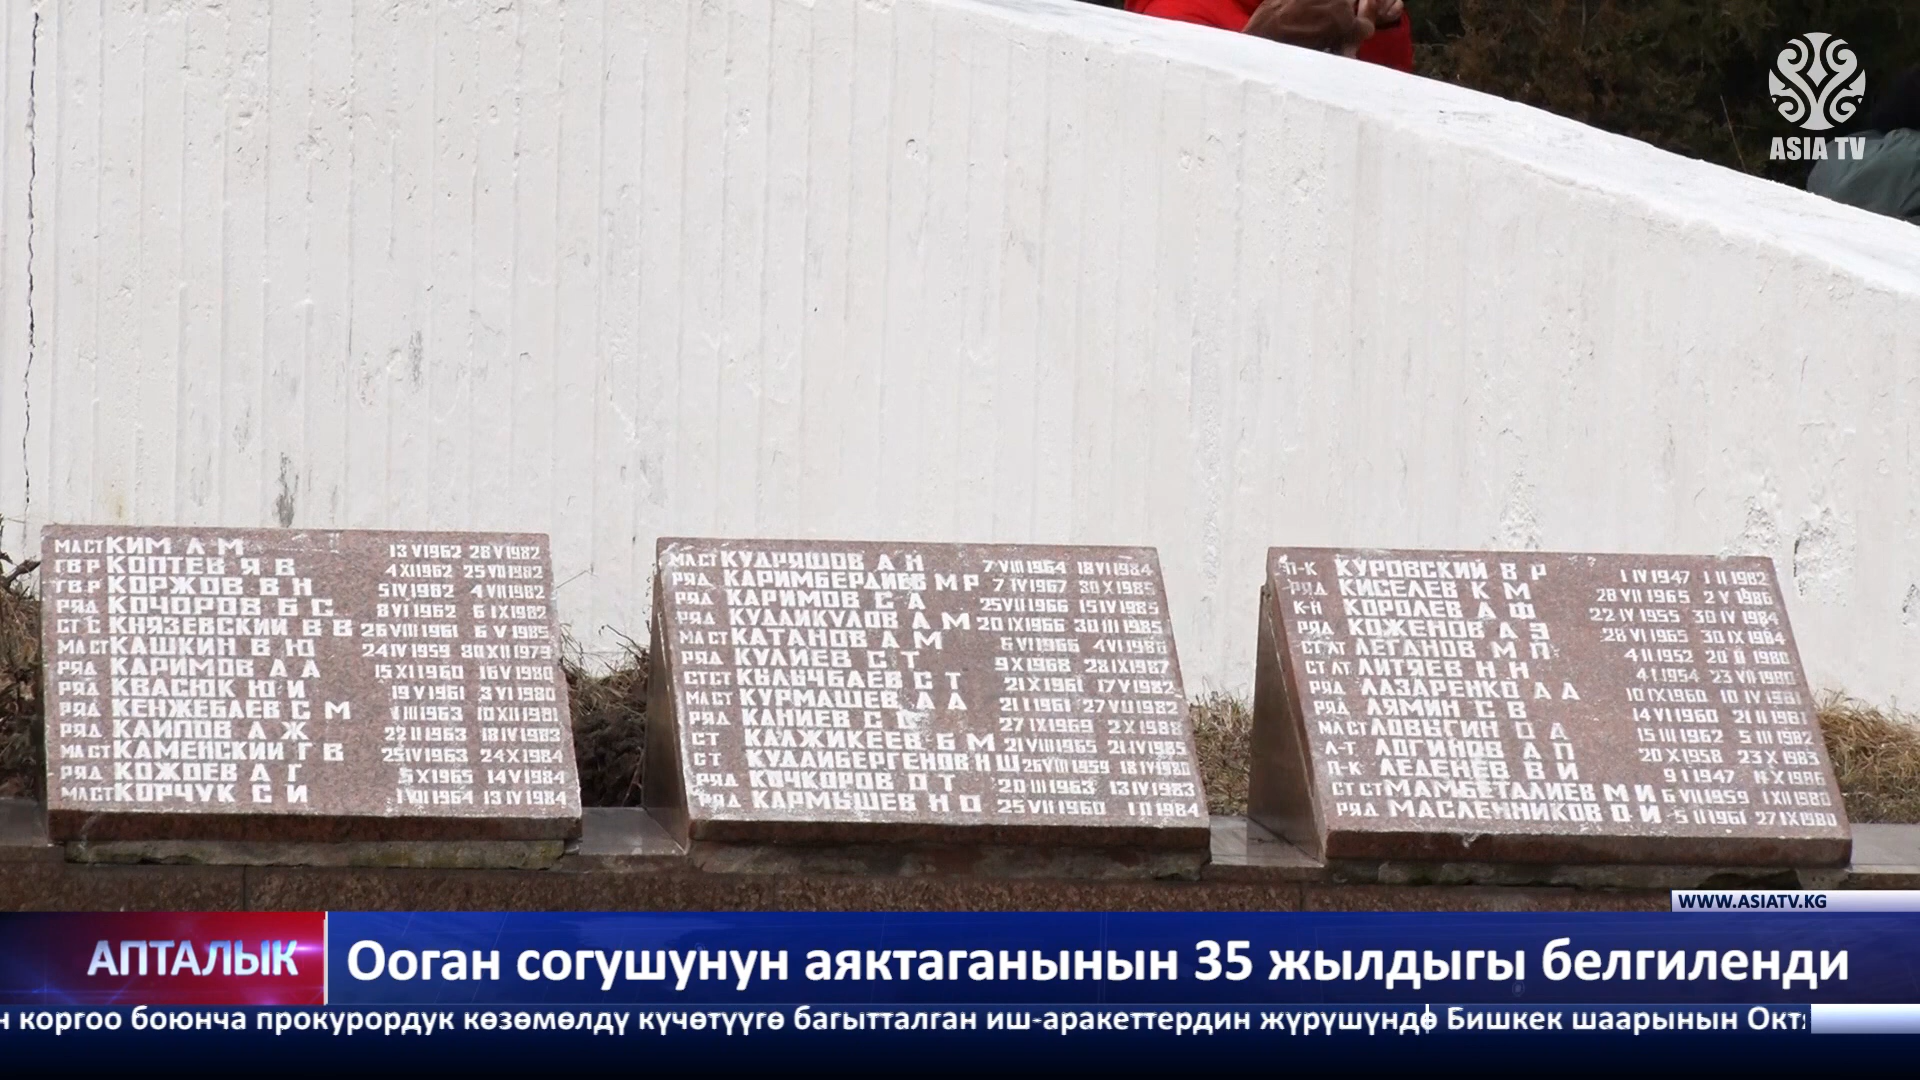 ASIA TV
МЛ СТ КИМ Л М 13 V 1962 28 V 1982
ГВ Р КОПТЕВ Я В 4 XI 1962 25 VII 1982
ГВ Р КОРЖОВ В Н 5 IV 1962 4 VII 1982
РЯД КОЧОРОВ Б С 8 VI 1962 6 IX 1982
СТ С КНЯЗЕВСКИЙ В В 26 VIII 1961 6 V 1985
МЛ СТ КАШКИН В Ю 24 IV 1959 30 XII 1979
РЯД КАРИМОВ А А 15 XI 1960 16 V 1980
РЯД КВАСЮК Ю И 19 V 1961 3 VI 1980
РЯД КЕНЖЕБАЕВ С М 1 III 1963 10 XII 1981
РЯД КАИПОВ А Ж 22 II 1963 18 IV 1983
МЛ СТ КАМЕНСКИЙ Г В 25 IV 1963 24 X 1984
РЯД КОЖОЕВ А Г 5 X 1965 14 V 1984
МЛ СТ КОРЧУК С И 1964 13 IV 1984
МЛ СТ КУДРЯШОВ А Н 7 VIII 1964 18 VI 1984
РЯД КАРИМБЕРДИЕВ М Р 7 IV 1967 30 X 1985
РЯД КАРИМОВ С А 25 VII 1966 15 IV 1985
РЯД КУДАЙКУЛОВ А М 20 IX 1966 30 III 1985
МЛ СТ КАТАНОВ А М 6 VI 1966 4 VI 1986
РЯД КУЛИЕВ С Т 9 X 1968 28 IX 1987
СТ СТ КЫЛЫЧБАЕВ С Т 21 X 1961 17 V 1982
МЛ СТ КУРМАШЕВ А А 21 I 1961 27 VII 1982
РЯД КАНИЕВ С Т 27 IX 1969 2 X 1988
СТ КАЛЖИКЕЕВ Б М 21 VIII 1965 21 IV 1985
СТ КУДАЙБЕРГЕНОВ Н Ш 26 VIII 1959 18 IV 1980
РЯД КИЧКОРОВ О Т 20 III 1963 13 IV 1983
РЯД КАРМЫШЕВ Н О 25 VII 1960 1 II 1984
П-К КУРОВСКИЙ В Р 1 IV 1947 1 II 1982
РЯД КИСЕЛЕВ К М 28 VII 1965 2 V 1986
К-Н КОРОЛЕВ А Ф 22 IV 1955 30 IV 1984
РЯД КОЖЕНОВ А Э 28 VI 1965 30 IX 1984
СТ ЛТ ЛЕГАНОВ М П 4 II 1952 20 II 1980
СТ ЛТ ЛИТЯЕВ Н Н 4 I 1954 23 VII 1980
РЯД ЛАЗАРЕНКО А А 10 IX 1960 10 IV 1981
РЯД ЛЯМИН С В 14 VI 1960 21 II 1981
МЛ СТ ЛОВЫГИН О А 15 III 1962 5 III 1982
Л-Т ЛОГИНОВ А П 20 X 1958 23 X 1983
П-К ЛЕДЕНЕВ В И 9 I 1947 1986
СТ СТ МАМБЕТАЛИЕВ М И 6 VII 1959 1 XII 1980
РЯД МАСЛЕННИКОВ О И 5 II 1961 27 IX 1980
WWW.ASIATV.KG
АПТАЛЫК
Ооган согушунун аяктаганынын 35 жылдыгы белгиленди
н коргоо боюнча прокурордук көзөмөлдү күчөтүүгө багытталган иш-аракеттердин жүрүшүндө Бишкек шаарынын Октя